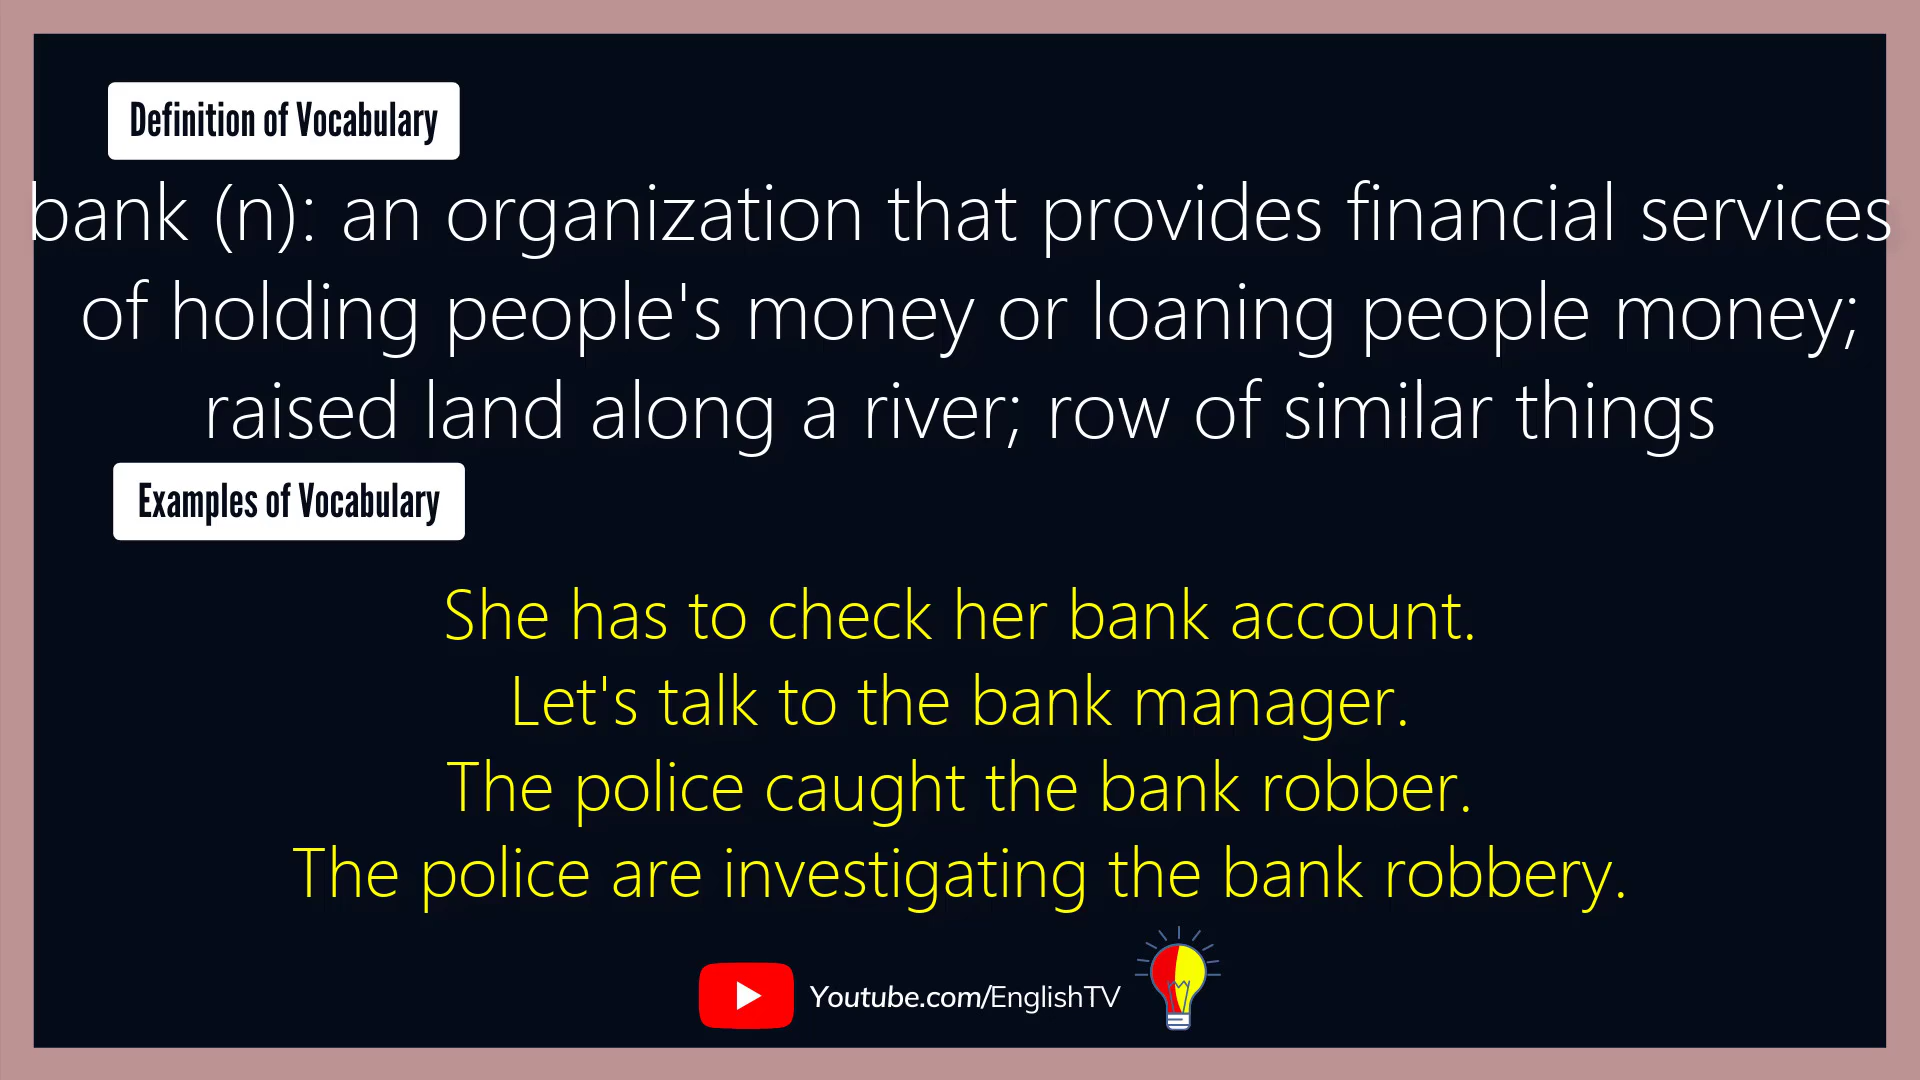 Definition of Vocabulary
bank (n): an organization that provides financial services
of holding people's money or loaning people money;
raised land along a river; row of similar things
Examples of Vocabulary
She has to check her bank account.
Let's talk to the bank manager.
The police caught the bank robber.
The police are investigating the bank robbery.
Youtube.com/EnglishTV